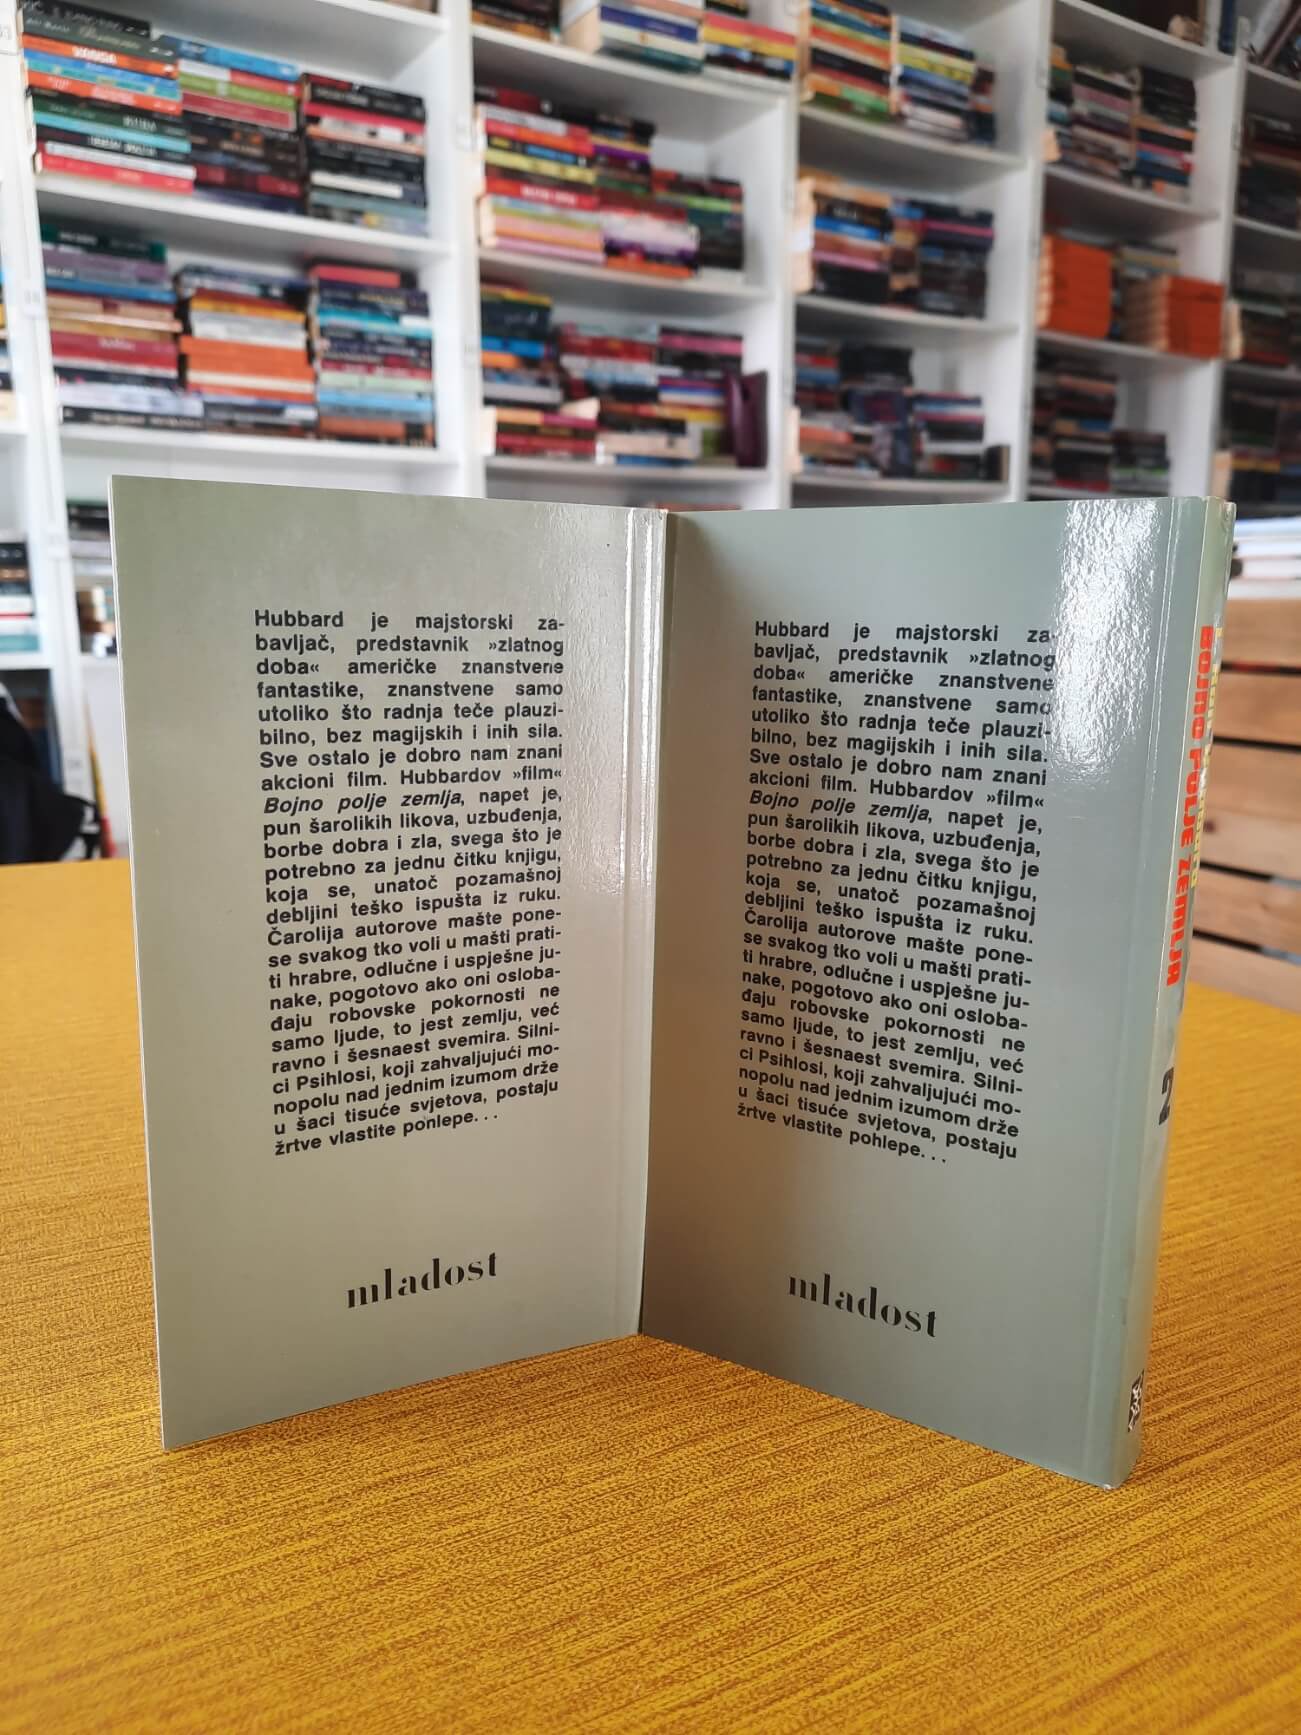 Hubbard je majstorski za-
bavljač, predstavnik »zlatnog
doba« američke znanstvene
fantastike, znanstvene samo
utoliko što radnja teče plauzi-
bilno, bez magijskih i inih sila.
Sve ostalo je dobro nam znani
akcioni film. Hubbardov »film«
Bojno polje zemlja, napet je,
pun šarolikih likova, uzbuđenja,
borbe dobra i zla, svega što je
potrebno za jednu čitku knjigu,
koja se, unatoč pozamašnoj
debljini teško ispušta iz ruku.
Čarolija autorove mašte pone-
se svakog tko voli u mašti prati-
ti hrabre, odlučne i uspješne ju-
nake, pogotovo ako oni osloba-
đaju robovske pokornosti ne
samo ljude, to jest zemlju, već
ravno i šesnaest svemira. Silni-
ci Psihlosi, koji zahvaljujući mo-
nopolu nad jednim izumom drže
u šaci tisuće svjetova, postaju
žrtve vlastite pohlepe. . .
mladost
Hubbard je majstorski za-
bavljač, predstavnik »zlatnog
doba« američke znanstvene
fantastike, znanstvene samo
utoliko što radnja teče plauzi-
bilno, bez magijskih i inih sila.
Sve ostalo je dobro nam znani
akcioni film. Hubbardov »film«
Bojno polje zemlja, napet je,
pun šarolikih likova, uzbuđenja,
borbe dobra i zla, svega što je
potrebno za jednu čitku knjigu,
koja se, unatoč pozamašnoj
debljini teško ispušta iz ruku.
Čarolija autorove mašte pone-
se svakog tko voli u mašti prati-
ti hrabre, odlučne i uspješne ju-
nake, pogotovo ako oni osloba-
đaju robovske pokornosti ne
samo ljude, to jest zemlju, već
ravno i šesnaest svemira. Silni-
ci Psihlosi, koji zahvaljujući mo-
nopolu nad jednim izumom drže
u šaci tisuće svjetova, postaju
žrtve vlastite pohlepe. . .
mladost
BOJNO POLJE ZEMLJA
2